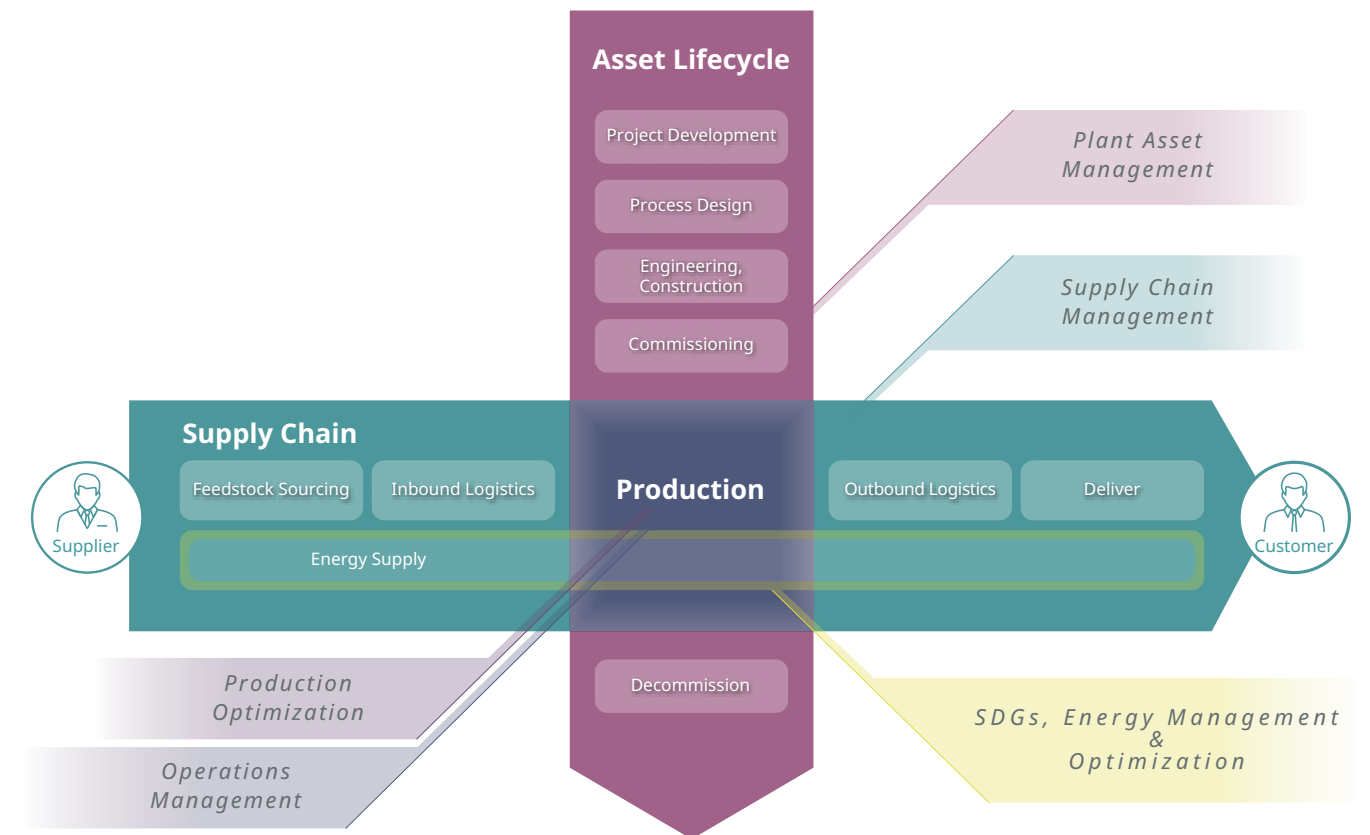 Asset Lifecycle
Project Development
Process Design
Engineering,
Construction
Commissioning
Plant Asset
Management
Supply Chain
Management
Supply Chain
Supplier
Feedstock Sourcing
Inbound Logistics
Production
Outbound Logistics
Deliver
Customer
Energy Supply
Decommission
Production
Optimization
Operations
Management
SDGs, Energy Management
&
Optimization